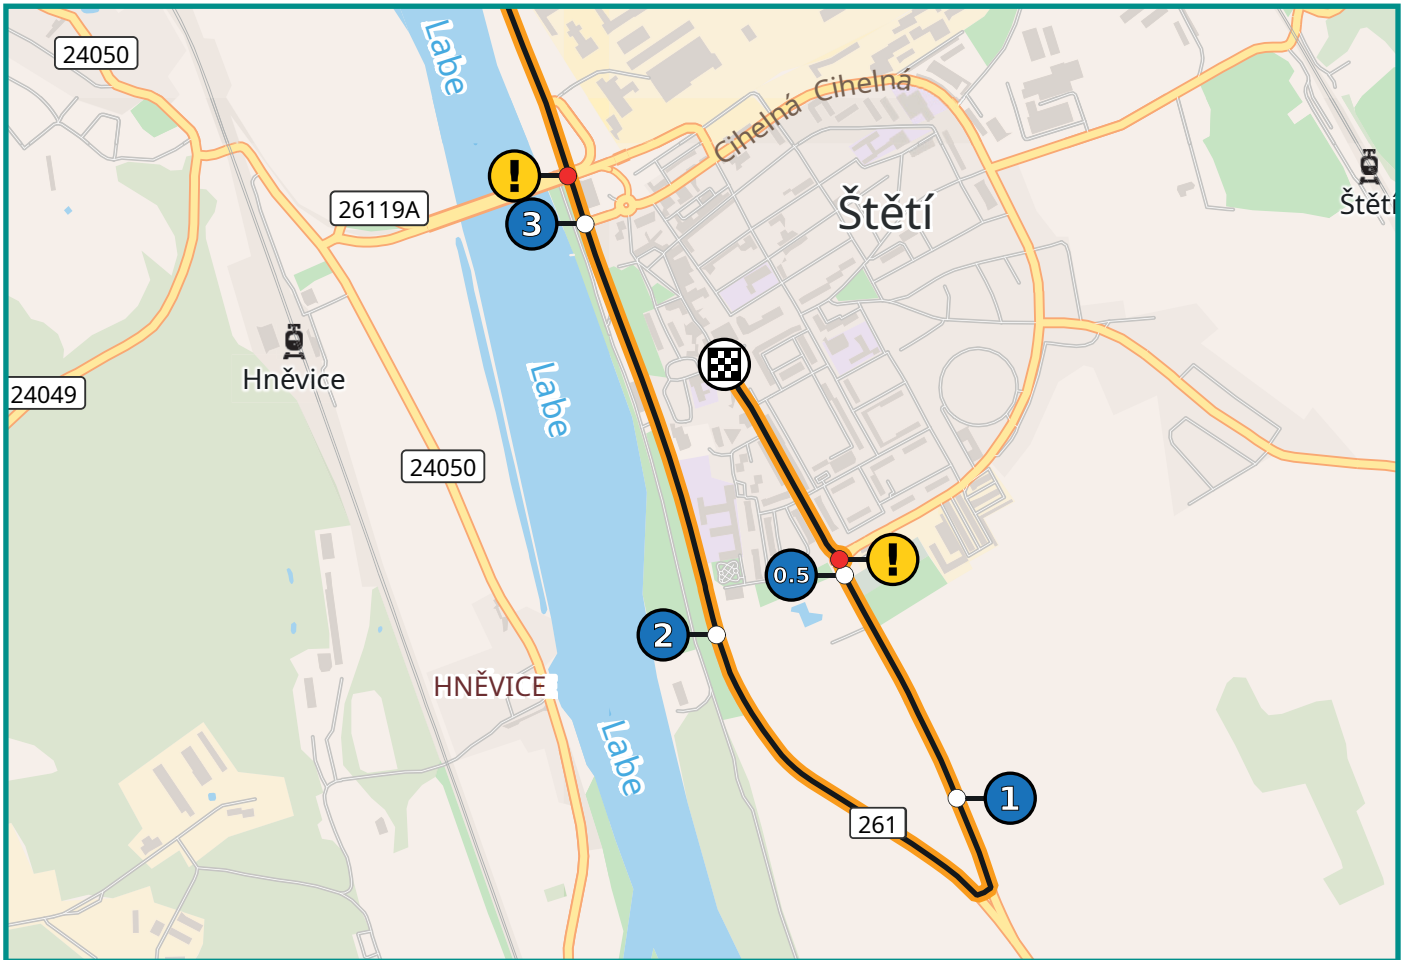 Labe
24050
Cihelná
Cihelná
!
26119A
3
Štětí
Štětí
Hněvice
24049
Labe
24050
!
0.5
2
HNĚVICE
Labe
1
261